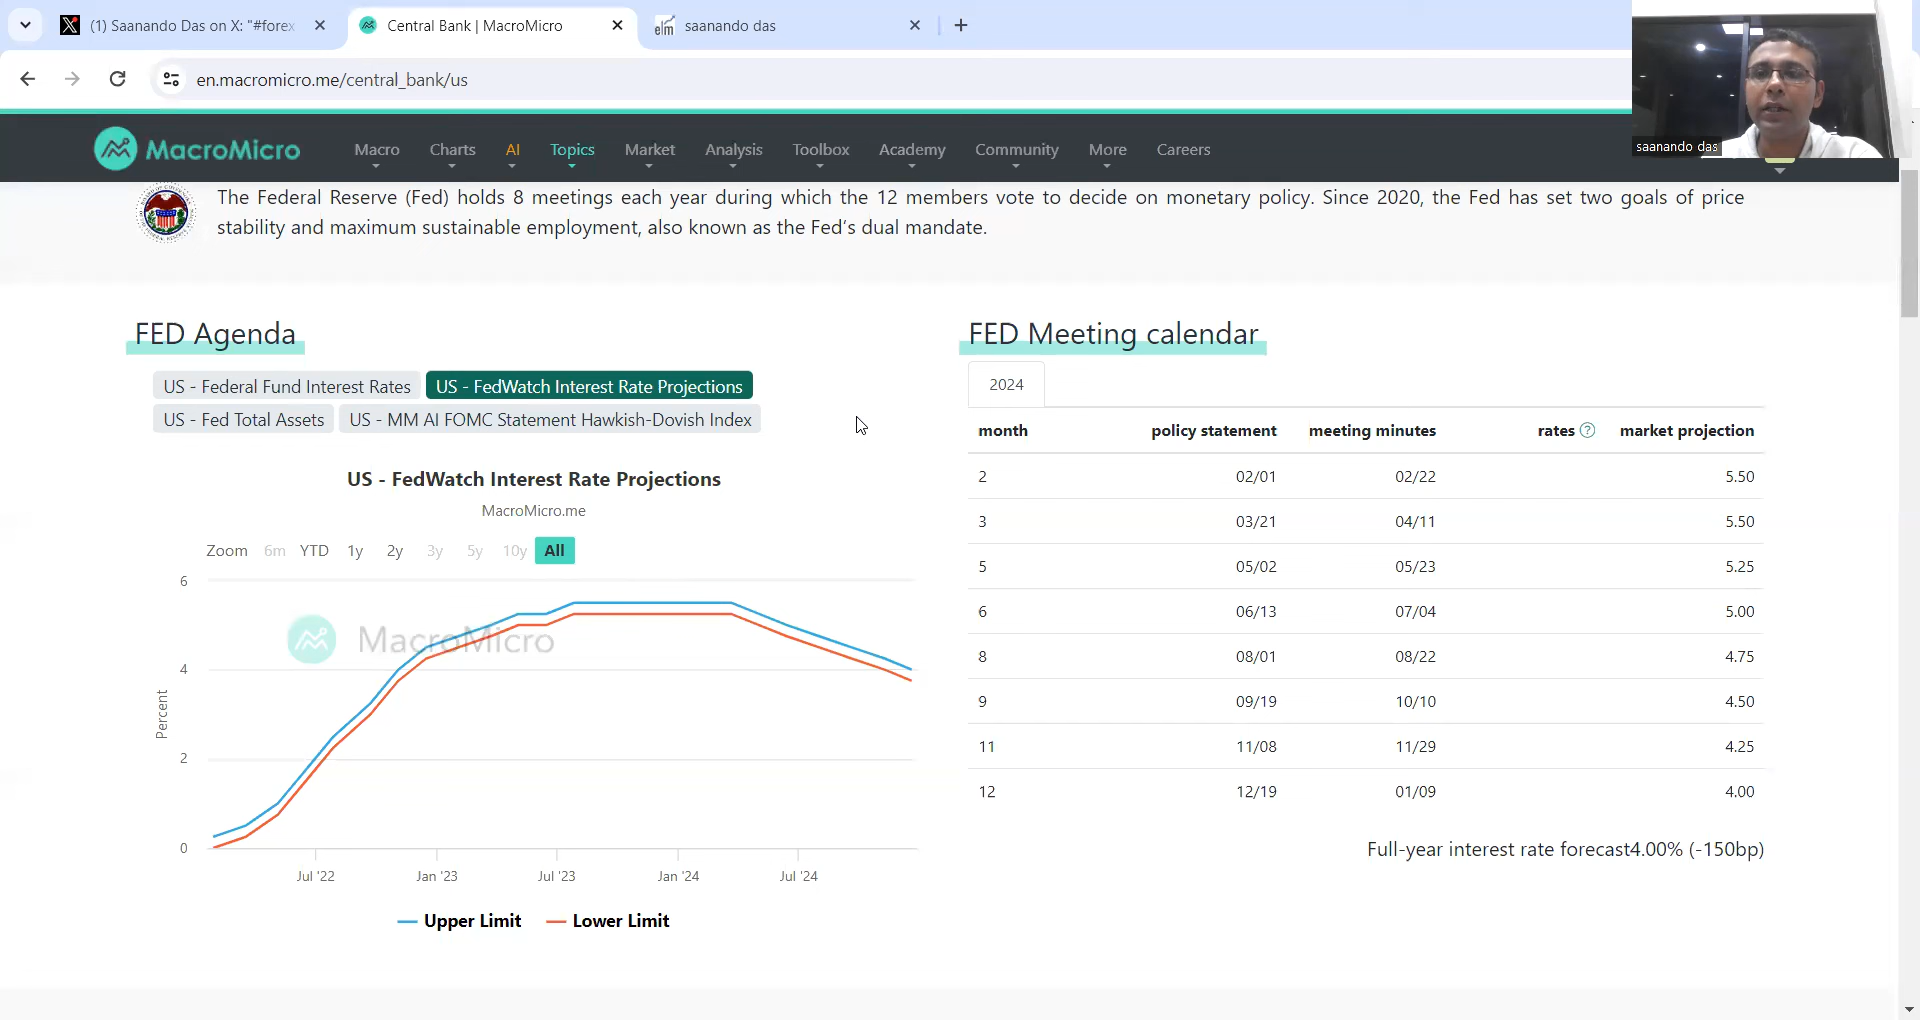 (1) Saanando Das on X: "#forex
Central Bank | MacroMicro
elm
saanando das
en.macromicro.me/central_bank/us
saanando das
MacroMicro
Macro
Charts
AI
Topics
Market
Analysis
Toolbox
Academy
Community
More
Careers
The Federal Reserve (Fed) holds 8 meetings each year during which the 12 members vote to decide on monetary policy. Since 2020, the Fed has set two goals of price
stability and maximum sustainable employment, also known as the Fed's dual mandate.
FED Agenda
US - Federal Fund Interest Rates
US - FedWatch Interest Rate Projections
US - Fed Total Assets
US - MM AI FOMC Statement Hawkish-Dovish Index
US - FedWatch Interest Rate Projections
MacroMicro.me
Zoom 6m YTD 1y 2y 3y 5y 10y All
MacroMicro
Percent
6
4
2
0
Jul '22
Jan '23
Jul '23
Jan '24
Jul '24
Upper Limit
Lower Limit
FED Meeting calendar
2024
month policy statement meeting minutes rates ? market projection
2 02/01 02/22 5.50
3 03/21 04/11 5.50
5 05/02 05/23 5.25
6 06/13 07/04 5.00
8 08/01 08/22 4.75
9 09/19 10/10 4.50
11 11/08 11/29 4.25
12 12/19 01/09 4.00
Full-year interest rate forecast4.00% (-150bp)